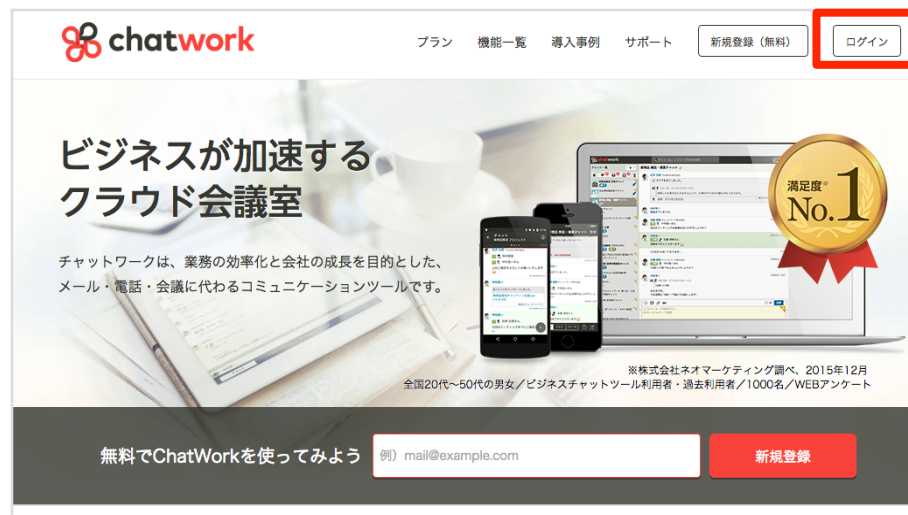 chatwork
プラン 機能一覧 導入事例 サポート 新規登録（無料） ログイン
ビジネスが加速する
クラウド会議室
チャットワークは、業務の効率化と会社の成長を目的とした、
メール・電話・会議に代わるコミュニケーションツールです。
満足度※
No.1
※株式会社ネオマーケティング調べ、2015年12月
全国20代〜50代の男女／ビジネスチャットツール利用者・過去利用者／1000名／WEBアンケート
無料でChatWorkを使ってみよう 例）mail@example.com 新規登録